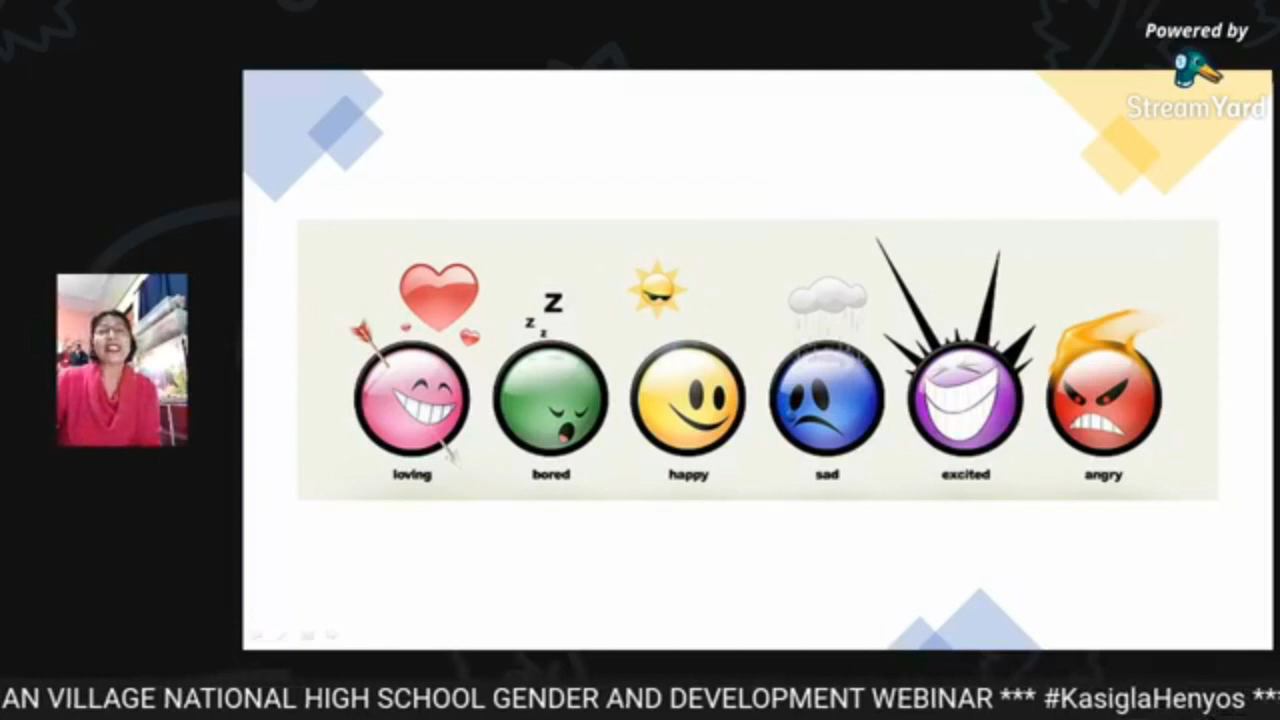 Powered by
StreamYard
Z
z
z
loving bored happy sad excited angry
AN VILLAGE NATIONAL HIGH SCHOOL GENDER AND DEVELOPMENT WEBINAR *** #KasiglaHenyos ***